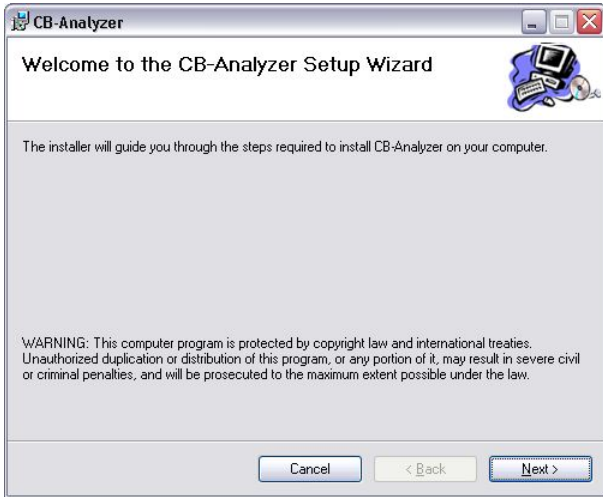 CB-Analyzer
Welcome to the CB-Analyzer Setup Wizard
The installer will guide you through the steps required to install CB-Analyzer on your computer.
WARNING: This computer program is protected by copyright law and international treaties.
Unauthorized duplication or distribution of this program, or any portion of it, may result in severe civil
or criminal penalties, and will be prosecuted to the maximum extent possible under the law.
Cancel
< Back
Next >